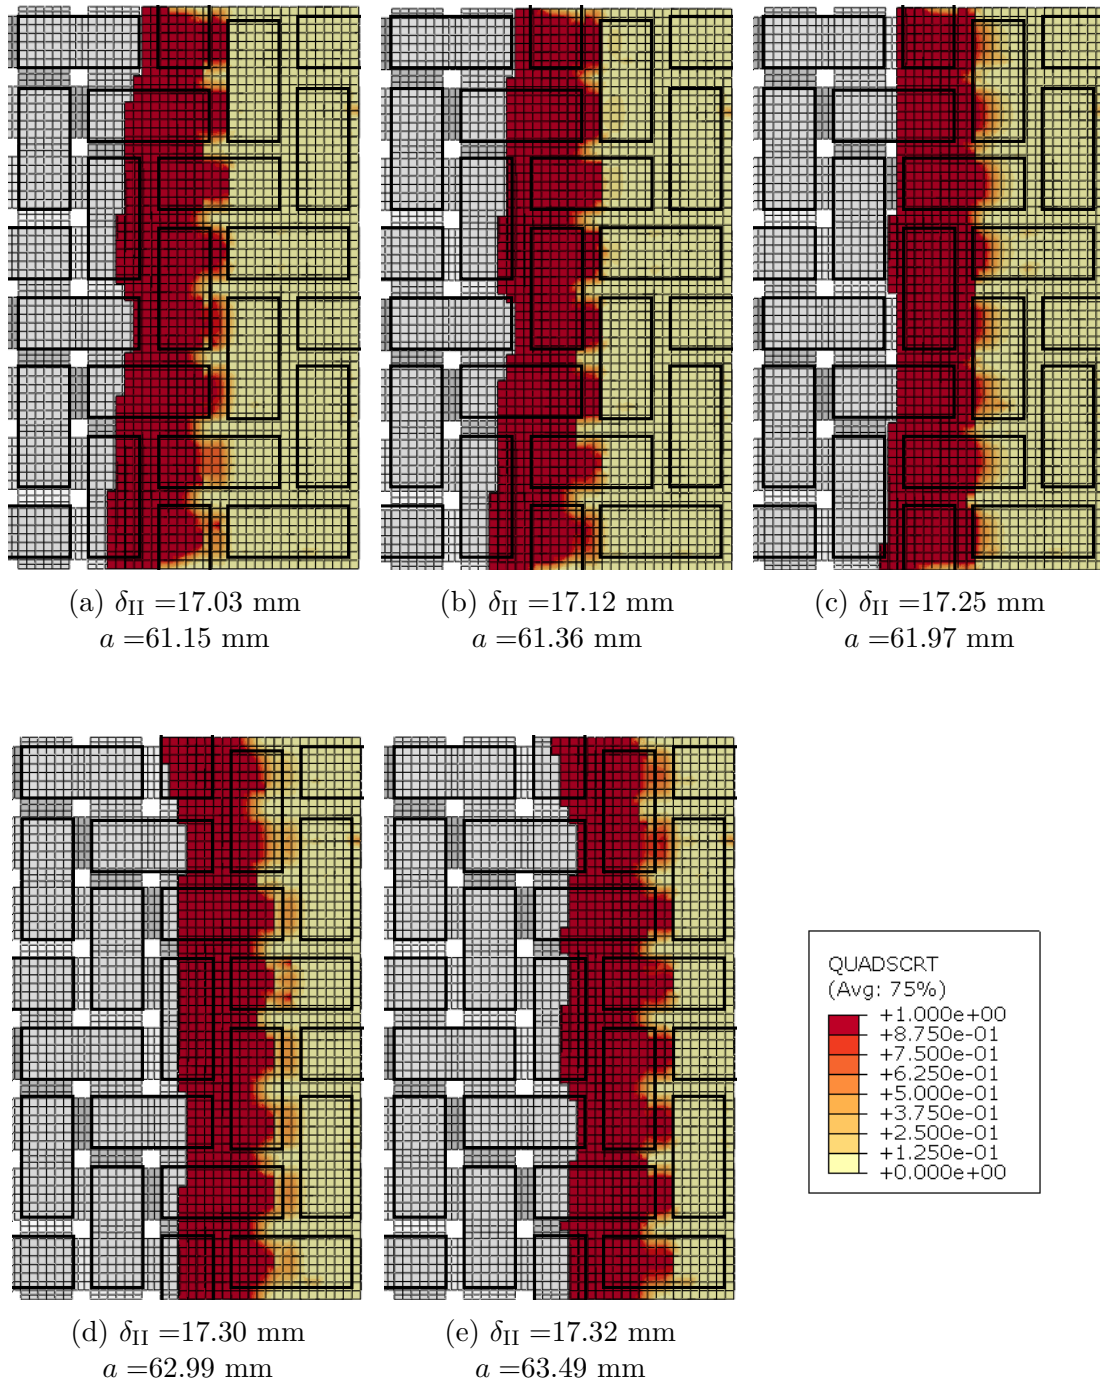 (a) δII =17.03 mm
a =61.15 mm
(b) δII =17.12 mm
a =61.36 mm
(c) δII =17.25 mm
a =61.97 mm
QUADSCRT
(Avg: 75%)
+1.000e+00
+8.750e-01
+7.500e-01
+6.250e-01
+5.000e-01
+3.750e-01
+2.500e-01
+1.250e-01
+0.000e+00
(d) δII =17.30 mm
a =62.99 mm
(e) δII =17.32 mm
a =63.49 mm